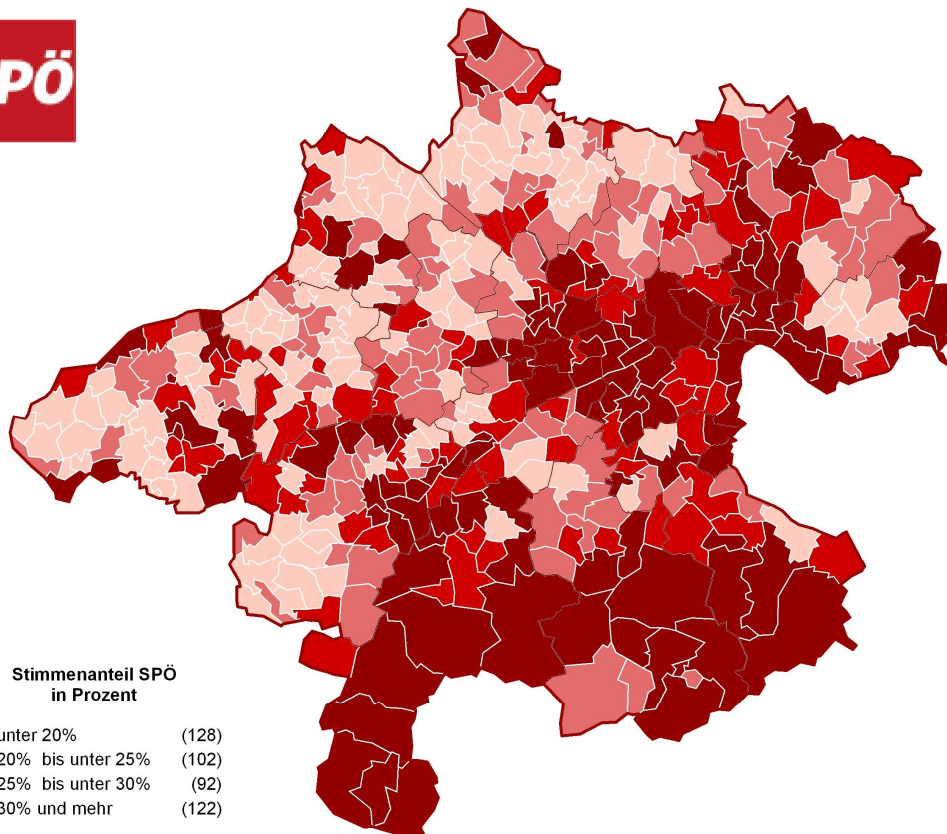 PÖ
Stimmenanteil SPÖ
in Prozent
unter 20% (128)
20% bis unter 25% (102)
25% bis unter 30% (92)
30% und mehr (122)